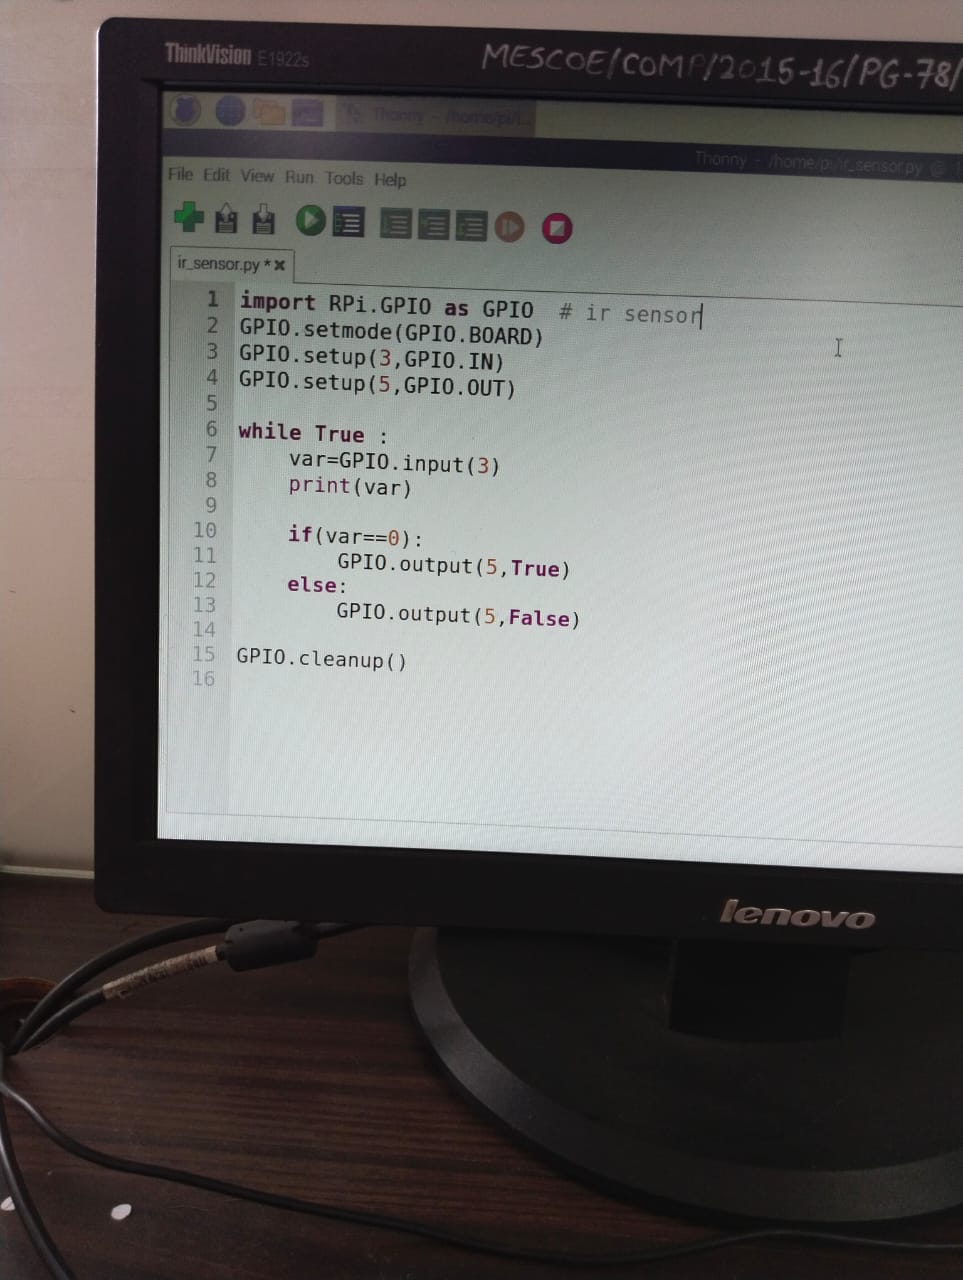 ThinkVision E1922s
MESCOE/COMP/2015-16/PG-78/
Thonny - /home/pi/i...
Thonny - /home/pi/ir_sensor.py @ 1
File Edit View Run Tools Help
ir_sensor.py *
1 import RPi.GPIO as GPIO  # ir sensor
2 GPIO.setmode(GPIO.BOARD)
3 GPIO.setup(3,GPIO.IN)
4 GPIO.setup(5,GPIO.OUT)
5
6 while True :
7     var=GPIO.input(3)
8     print(var)
9
10     if(var==0):
11         GPIO.output(5,True)
12     else:
13         GPIO.output(5,False)
14
15 GPIO.cleanup()
16
lenovo